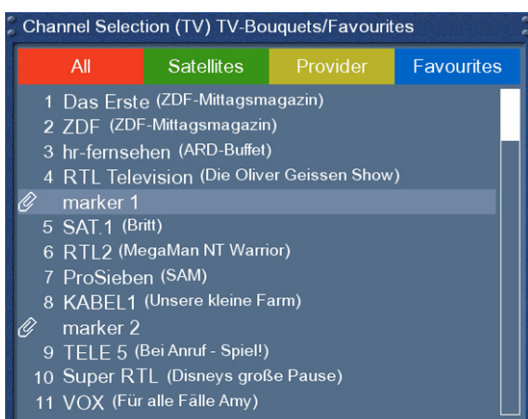 Channel Selection (TV) TV-Bouquets/Favourites
All Satellites Provider Favourites
1 Das Erste (ZDF-Mittagsmagazin)
2 ZDF (ZDF-Mittagsmagazin)
3 hr-fernsehen (ARD-Buffet)
4 RTL Television (Die Oliver Geissen Show)
marker 1
5 SAT.1 (Britt)
6 RTL2 (MegaMan NT Warrior)
7 ProSieben (SAM)
8 KABEL1 (Unsere kleine Farm)
marker 2
9 TELE 5 (Bei Anruf - Spiel!)
10 Super RTL (Disneys große Pause)
11 VOX (Für alle Fälle Amy)